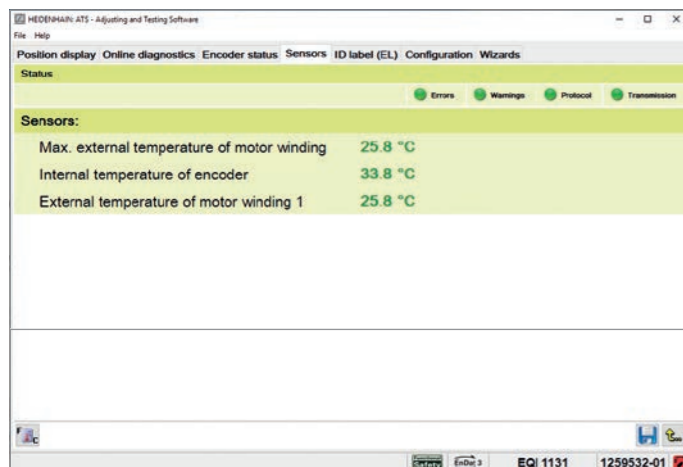 HEIDENHAIN: ATS - Adjusting and Testing Software
File Help
Position display Online diagnostics Encoder status Sensors ID label (EL) Configuration Wizards
Status
Errors Warnings Protocol Transmission
Sensors:
Max. external temperature of motor winding 25.8 °C
Internal temperature of encoder 33.8 °C
External temperature of motor winding 1 25.8 °C
F C
Safety EnDat 3 EQI 1131 1259532-01